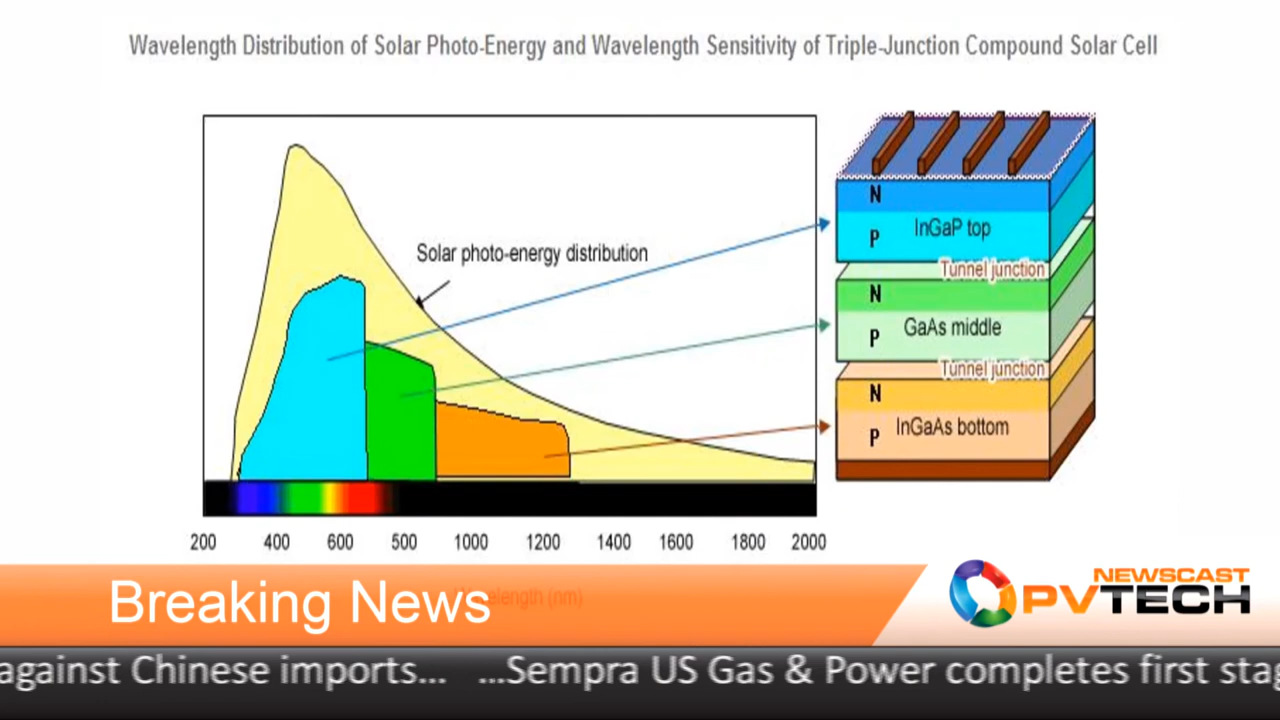 Wavelength Distribution of Solar Photo-Energy and Wavelength Sensitivity of Triple-Junction Compound Solar Cell
Solar photo-energy distribution
N
P
InGaP top
Tunnel junction
N
P
GaAs middle
Tunnel junction
N
P
InGaAs bottom
200 400 600 500 1000 1200 1400 1600 1800 2000
(nm)
Breaking News
NEWSCAST
PVTECH
against Chinese imports... ...Sempra US Gas & Power completes first